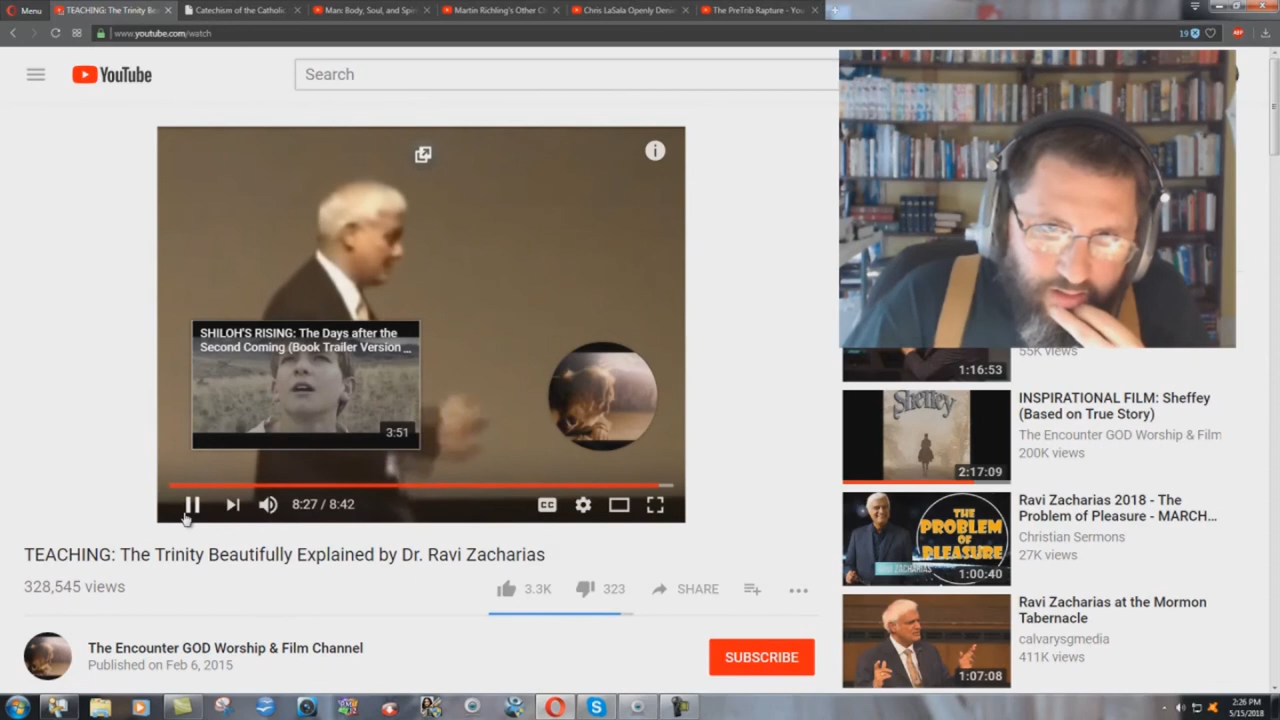 Menu
TEACHING: The Trinity Be
Catechism of the Catholic
Man: Body, Soul, and Spi
Martin Richling's Other C
Chris LaSala Openly Deni
The PreTrib Rapture - You
www.youtube.com/watch
19
ABP
YouTube
Search
SHILOH'S RISING: The Days after the
Second Coming (Book Trailer Version ...
3:51
8:27 / 8:42
CC
TEACHING: The Trinity Beautifully Explained by Dr. Ravi Zacharias
328,545 views
3.3K
323
SHARE
The Encounter GOD Worship & Film Channel
Published on Feb 6, 2015
SUBSCRIBE
55K views
1:16:53
Sheffey
2:17:09
INSPIRATIONAL FILM: Sheffey
(Based on True Story)
The Encounter GOD Worship & Film
200K views
THE
PROBLEM
OF
PLEASURE
RAVI ZACHARIAS
1:00:40
Ravi Zacharias 2018 - The
Problem of Pleasure - MARCH...
Christian Sermons
27K views
1:07:08
Ravi Zacharias at the Mormon
Tabernacle
calvarysgmedia
411K views
2:26 PM
5/15/2018